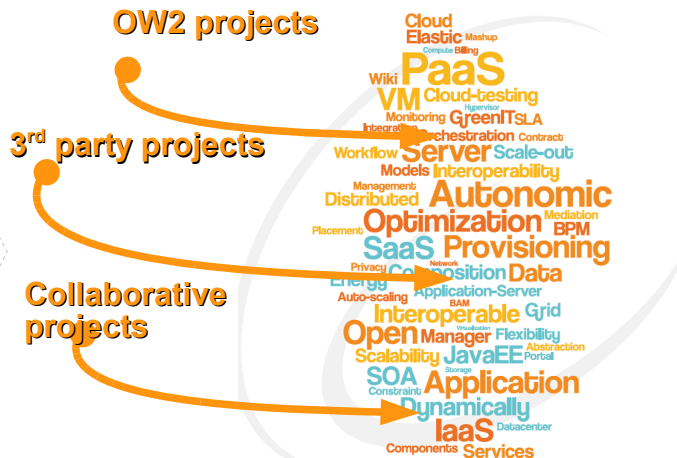 OW2 projects
3rd party projects
Collaborative
projects
Cloud
Elastic Mashup
Compute Billing
Wiki PaaS
VM Cloud-testing
Hypervisor
Monitoring GreenIT SLA
Integration Orchestration Contract
Workflow Server Scale-out
Models Interoperability
Management
Distributed Autonomic
Placement Optimization Mediation
BPM
SaaS Provisioning
Privacy Network
Energy Composition Data
Auto-scaling Application-Server
BAM
Interoperable Grid
Virtualization
Open Manager Flexibility
Abstraction
Scalability JavaEE Portal
Storage
SOA Application
Constraint
Dynamically
IaaS Datacenter
Components Services